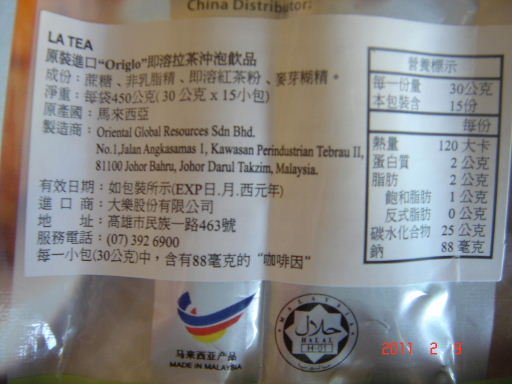 China Distributor:
LA TEA
原裝進口“Origlo”即溶拉茶沖泡飲品
成份：蔗糖、非乳脂精、即溶紅茶粉、麥芽糊精。
淨重：每袋450公克(30 公克 x 15小包)
原產國：馬來西亞
製造商：Oriental Global Resources Sdn Bhd.
No.1,Jalan Angkasamas 1, Kawasan Perindustrian Tebrau II,
81100 Johor Bahru, Johor Darul Takzim, Malaysia.
有效日期：如包裝所示(EXP日.月.西元年)
進 口 商：大樂股份有限公司
地 址：高雄市民族一路463號
服務電話：(07) 392 6900
每一小包(30公克)中，含有88毫克的“咖啡因”
營養標示
每一份量 30公克
本包裝含 15份
每份
熱量 120 大卡
蛋白質 2 公克
脂肪 2 公克
飽和脂肪 1 公克
反式脂肪 0 公克
碳水化合物 25 公克
鈉 88 毫克
马来西亚产品
MADE IN MALAYSIA
MALAYSIA
حلال
HALAL
H-01
2011 2 3